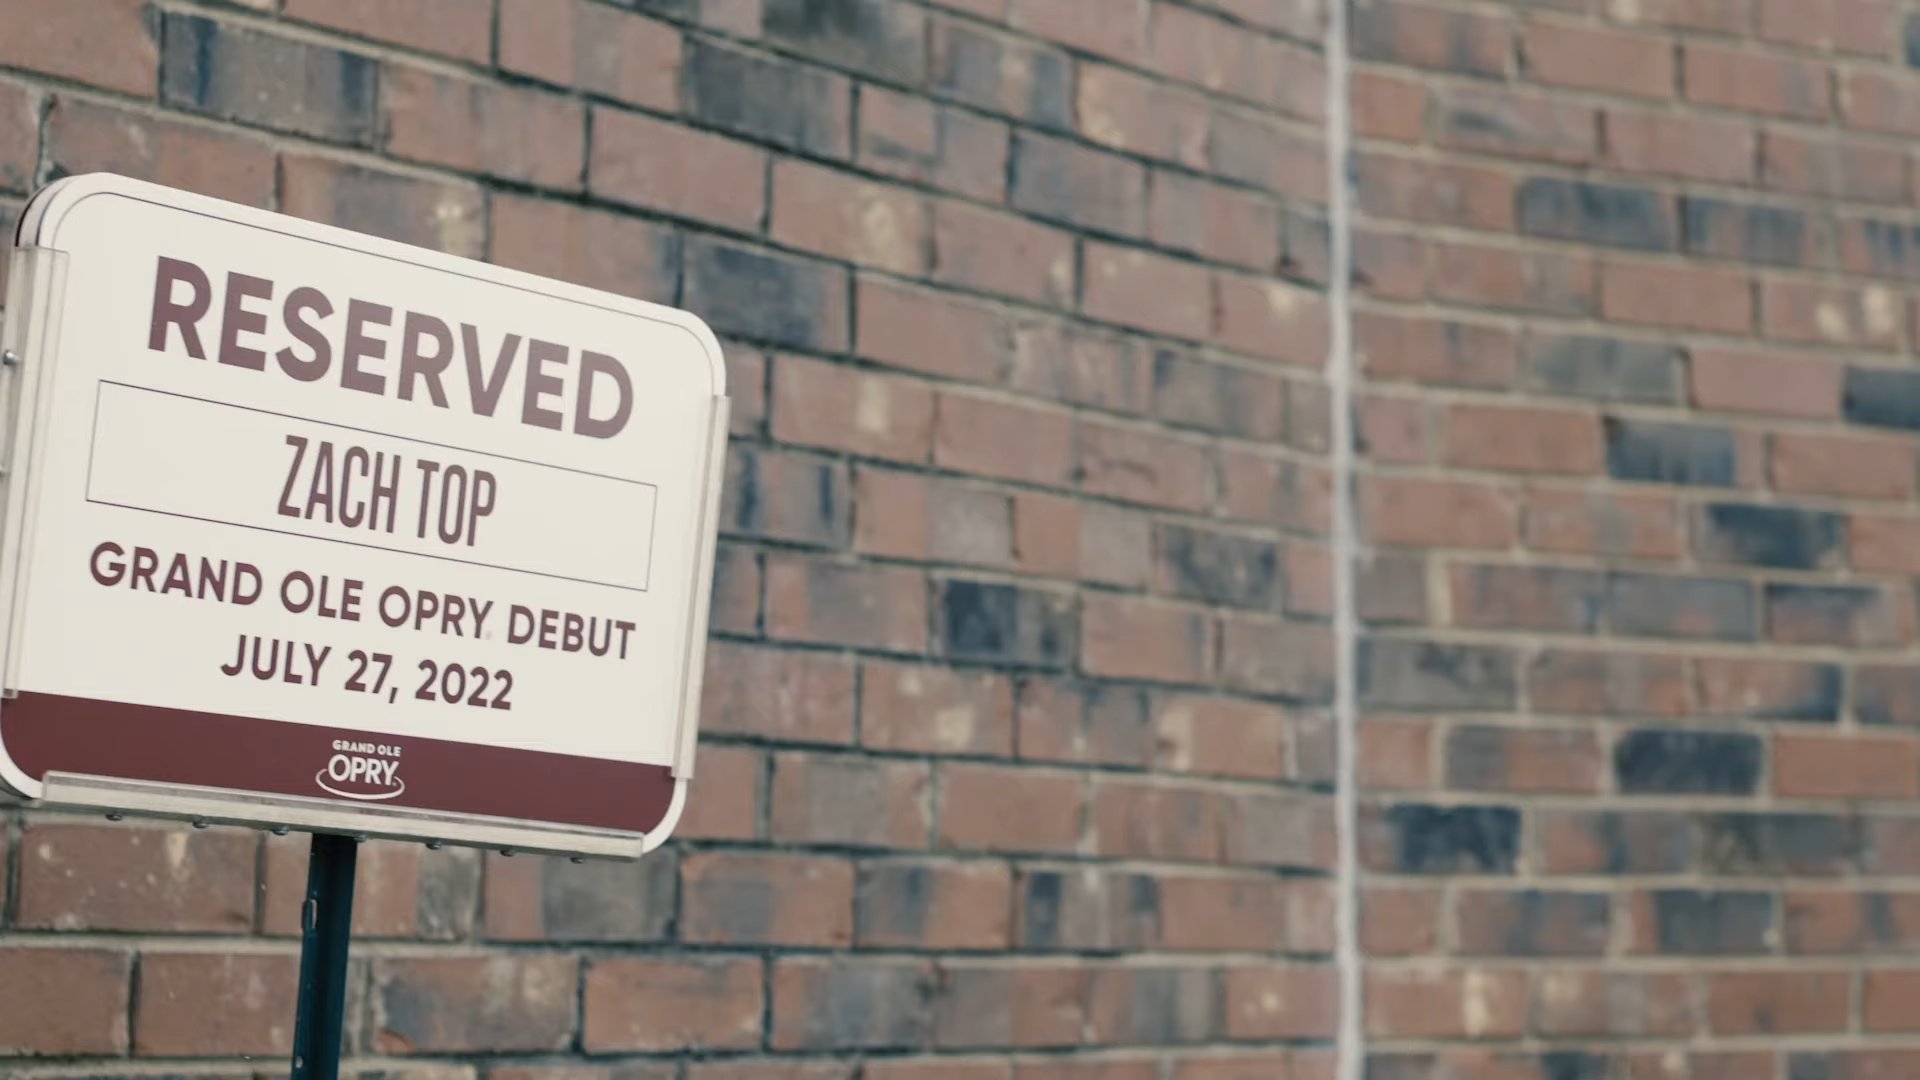 RESERVED
ZACH TOP
GRAND OLE OPRY DEBUT
JULY 27, 2022
GRAND OLE
OPRY